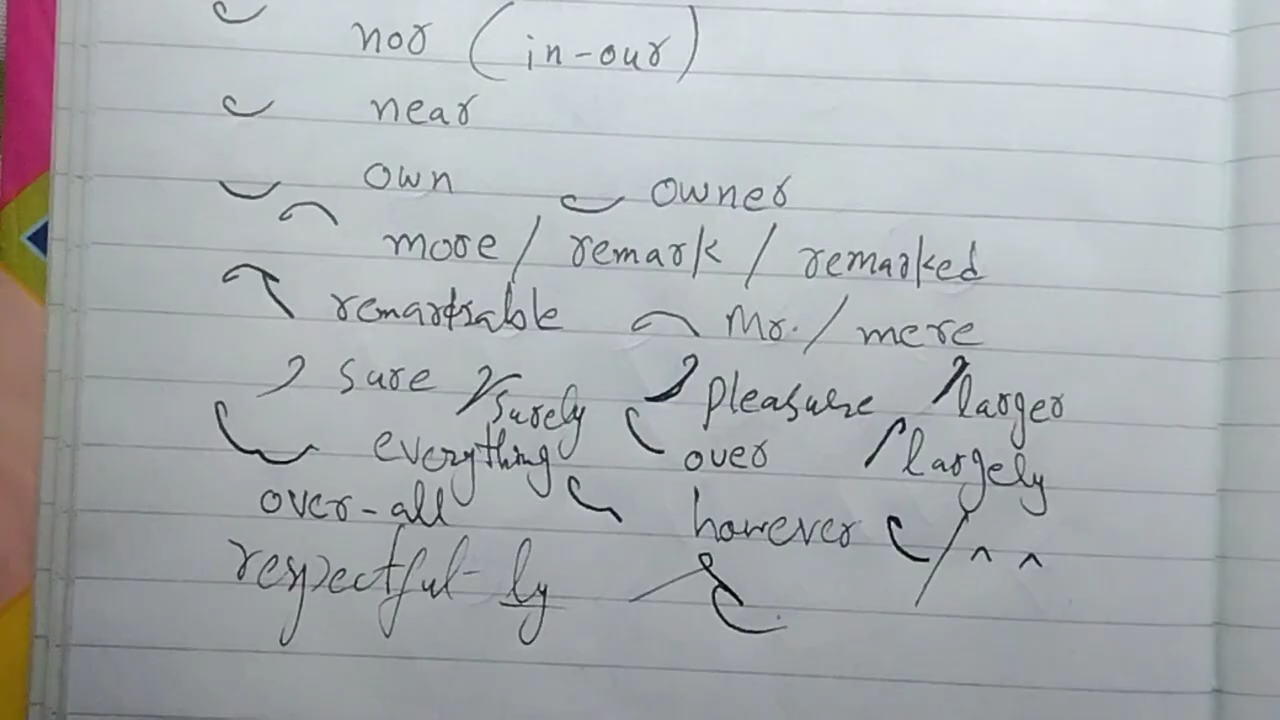 nor (in-our)
near
own owner
more / remark / remarked
remarkable Mr. / mere
sure surely pleasure larger
everything over largely
over-all however
respectful-ly